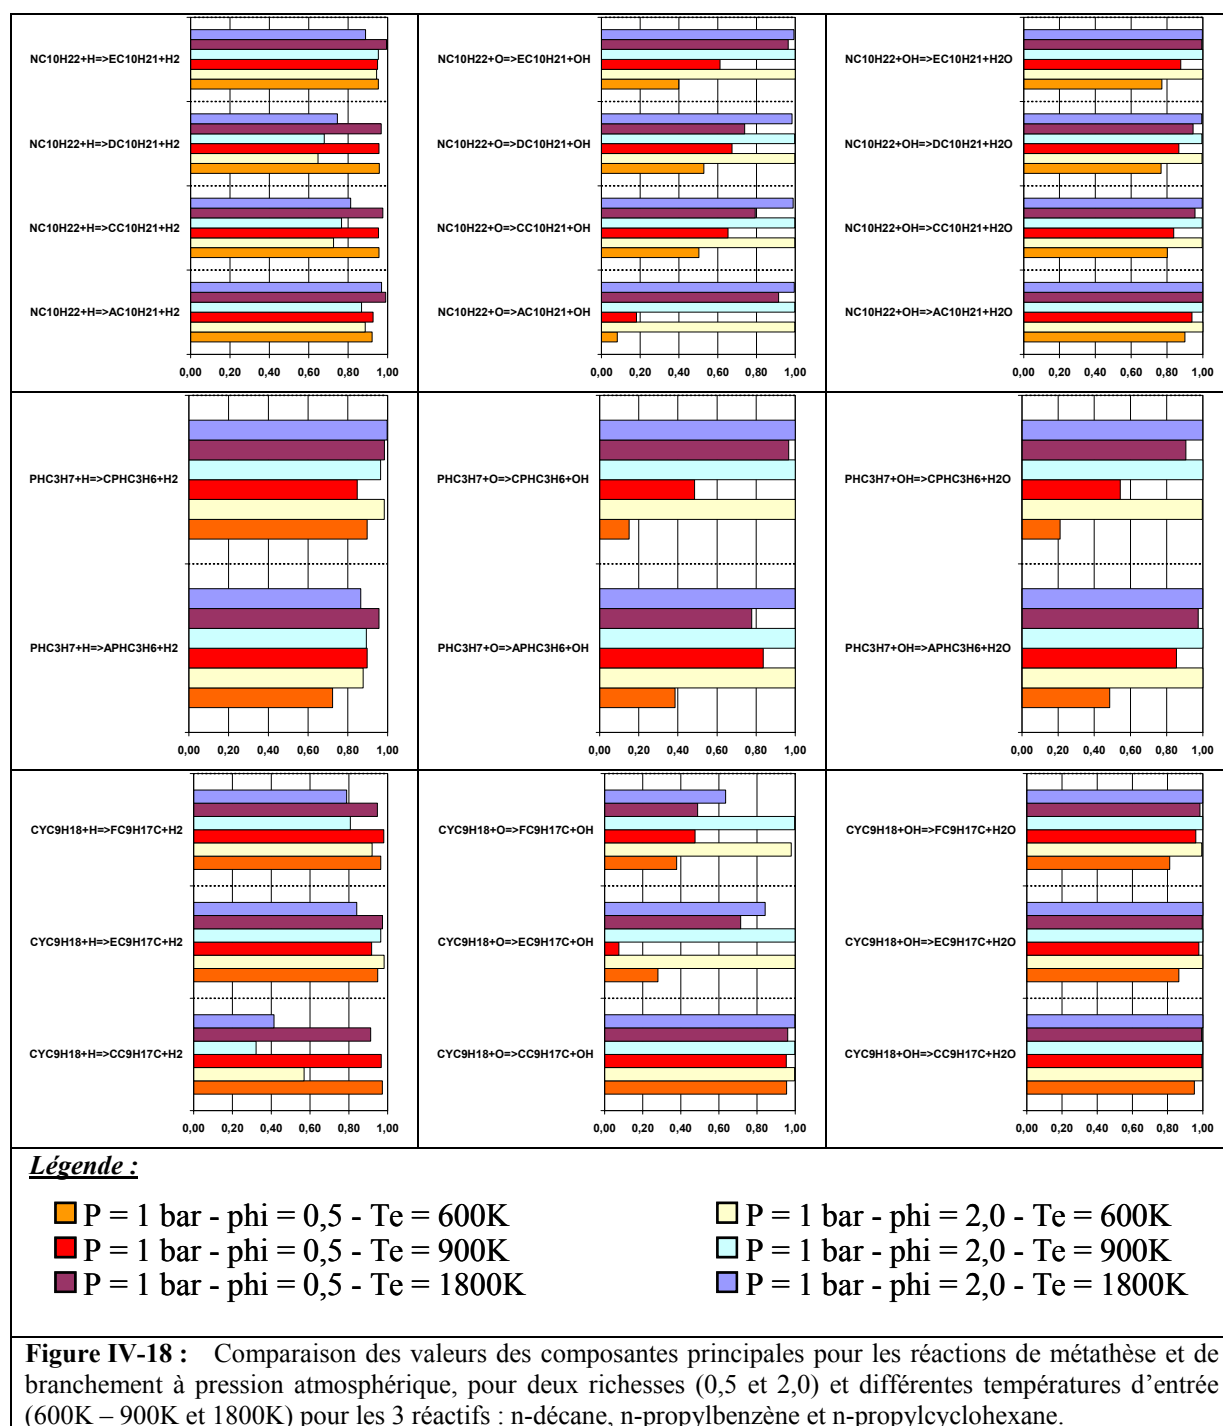 NC10H22+H=>EC10H21+H2
NC10H22+H=>DC10H21+H2
NC10H22+H=>CC10H21+H2
NC10H22+H=>AC10H21+H2
0,00 0,20 0,40 0,60 0,80 1,00
NC10H22+O=>EC10H21+OH
NC10H22+O=>DC10H21+OH
NC10H22+O=>CC10H21+OH
NC10H22+O=>AC10H21+OH
0,00 0,20 0,40 0,60 0,80 1,00
NC10H22+OH=>EC10H21+H2O
NC10H22+OH=>DC10H21+H2O
NC10H22+OH=>CC10H21+H2O
NC10H22+OH=>AC10H21+H2O
0,00 0,20 0,40 0,60 0,80 1,00
PHC3H7+H=>CPHC3H6+H2
PHC3H7+H=>APHC3H6+H2
0,00 0,20 0,40 0,60 0,80 1,00
PHC3H7+O=>CPHC3H6+OH
PHC3H7+O=>APHC3H6+OH
0,00 0,20 0,40 0,60 0,80 1,00
PHC3H7+OH=>CPHC3H6+H2O
PHC3H7+OH=>APHC3H6+H2O
0,00 0,20 0,40 0,60 0,80 1,00
CYC9H18+H=>FC9H17C+H2
CYC9H18+H=>EC9H17C+H2
CYC9H18+H=>CC9H17C+H2
0,00 0,20 0,40 0,60 0,80 1,00
CYC9H18+O=>FC9H17C+OH
CYC9H18+O=>EC9H17C+OH
CYC9H18+O=>CC9H17C+OH
0,00 0,20 0,40 0,60 0,80 1,00
CYC9H18+OH=>FC9H17C+H2O
CYC9H18+OH=>EC9H17C+H2O
CYC9H18+OH=>CC9H17C+H2O
0,00 0,20 0,40 0,60 0,80 1,00
Légende :
P = 1 bar - phi = 0,5 - Te = 600K
P = 1 bar - phi = 0,5 - Te = 900K
P = 1 bar - phi = 0,5 - Te = 1800K
P = 1 bar - phi = 2,0 - Te = 600K
P = 1 bar - phi = 2,0 - Te = 900K
P = 1 bar - phi = 2,0 - Te = 1800K
Figure IV-18 : Comparaison des valeurs des composantes principales pour les réactions de métathèse et de
branchement à pression atmosphérique, pour deux richesses (0,5 et 2,0) et différentes températures d'entrée
(600K – 900K et 1800K) pour les 3 réactifs : n-décane, n-propylbenzène et n-propylcyclohexane.